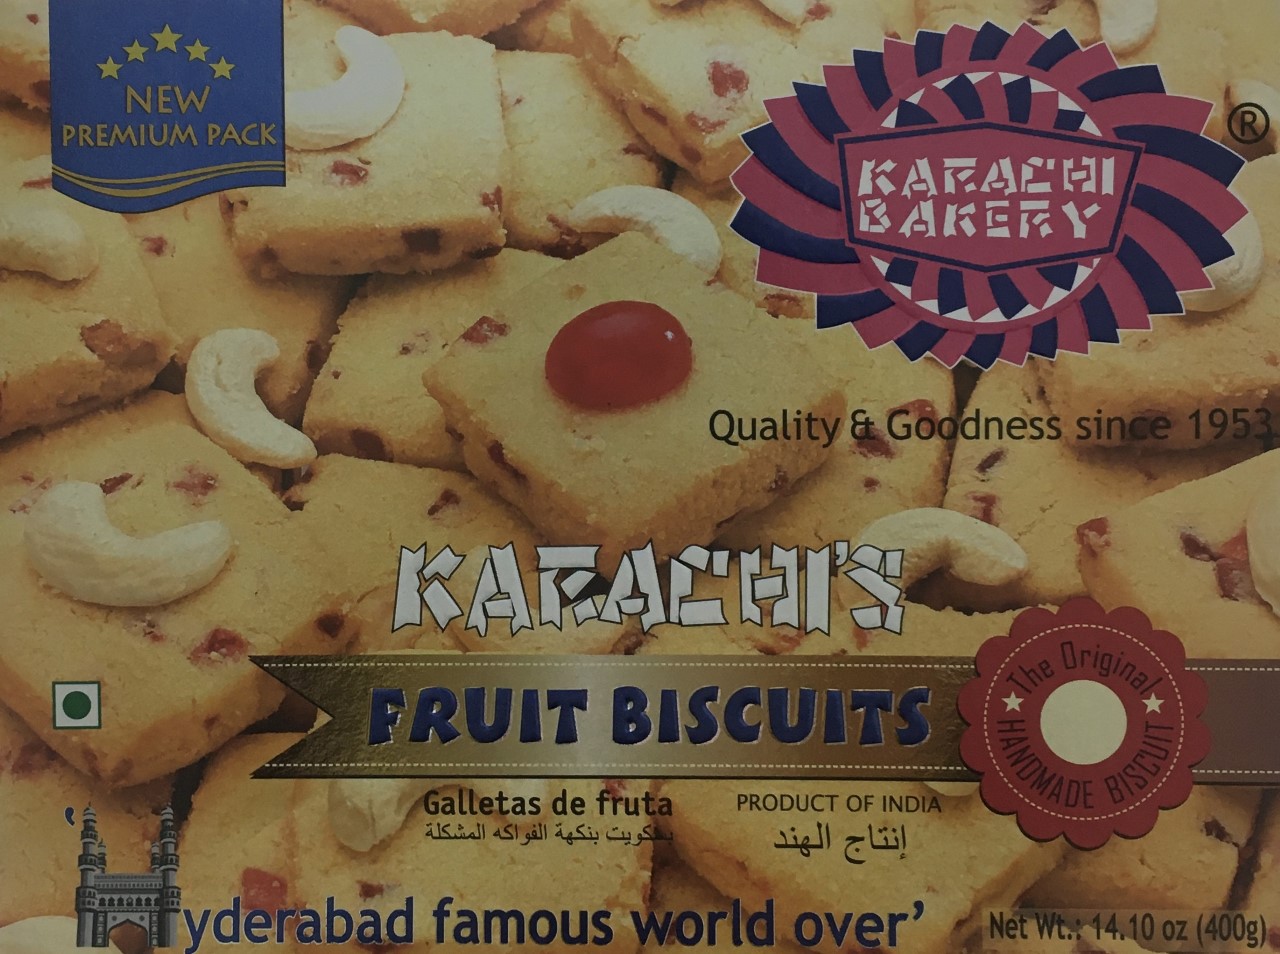 NEW
PREMIUM PACK
KARACHI
BAKERY
®
Quality & Goodness since 1953.
KARACHI'S
FRUIT BISCUITS
The Original
HANDMADE BISCUIT
Galletas de fruta
بسكويت بنكهة الفواكه المشكلة
PRODUCT OF INDIA
إنتاج الهند
‘ yderabad famous world over’
Net Wt.: 14.10 oz (400g)